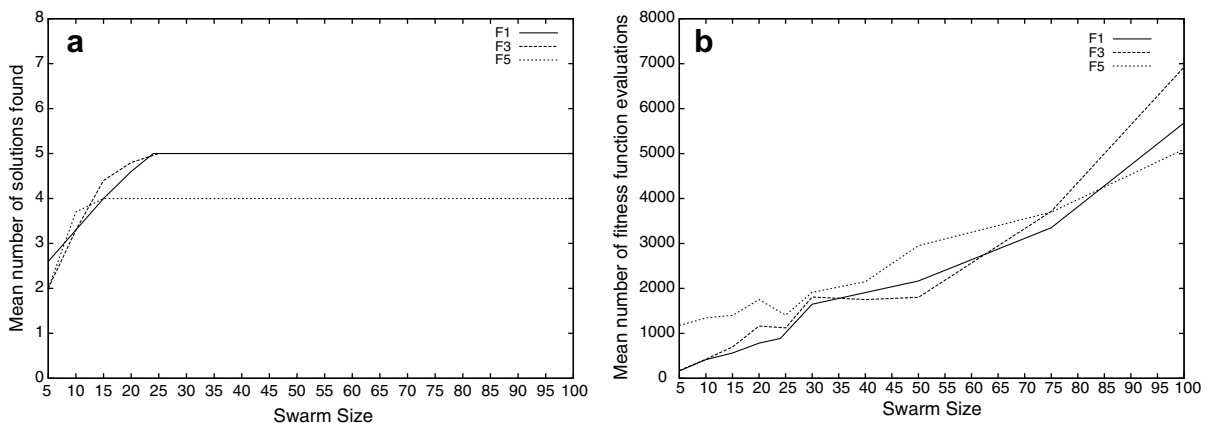 a
F1
F3
F5
Mean number of solutions found
8
7
6
5
4
3
2
1
0
5 10 15 20 25 30 35 40 45 50 55 60 65 70 75 80 85 90 95 100
Swarm Size
b
F1
F3
F5
Mean number of fitness function evaluations
8000
7000
6000
5000
4000
3000
2000
1000
0
5 10 15 20 25 30 35 40 45 50 55 60 65 70 75 80 85 90 95 100
Swarm Size